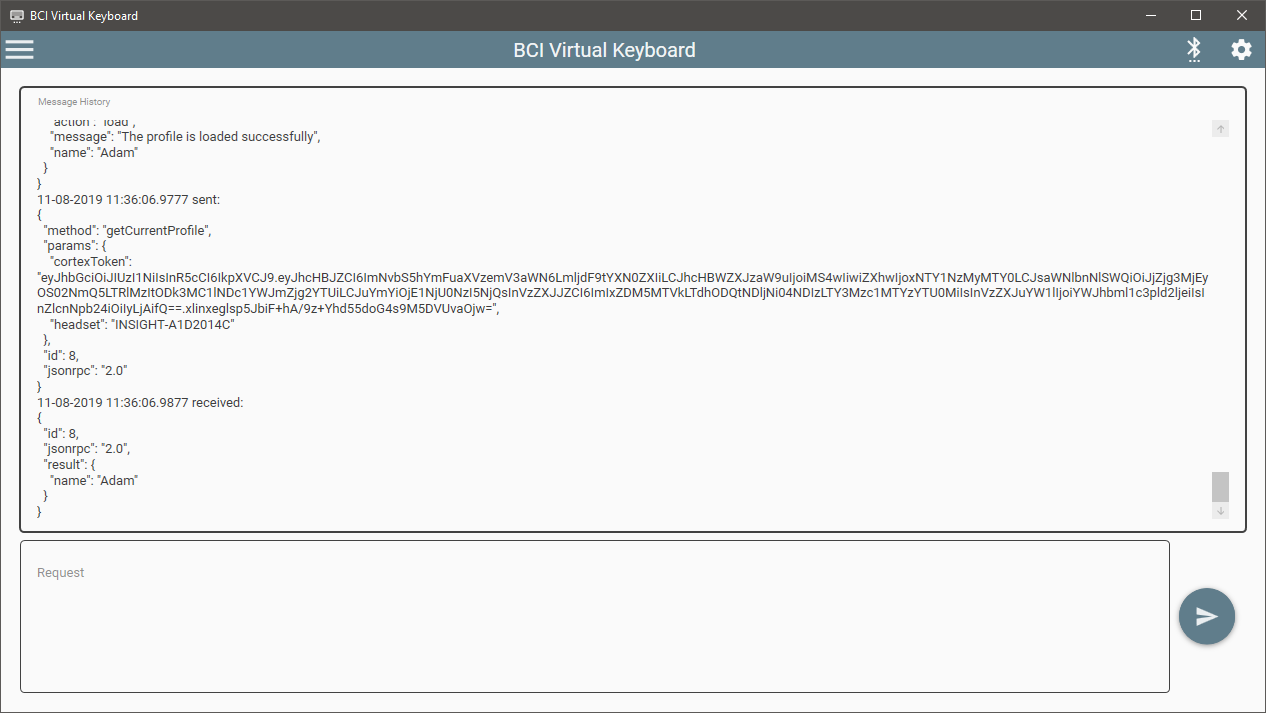 BCI Virtual Keyboard
BCI Virtual Keyboard
Message History
"action": "load",
"message": "The profile is loaded successfully",
"name": "Adam"
}
}
11-08-2019 11:36:06.9777 sent:
{
"method": "getCurrentProfile",
"params": {
"cortexToken":
"eyJhbGciOiJIUzI1NiIsInR5cCI6IkpXVCJ9.eyJhcHBJZCI6ImNvbS5hYmFuaXVzemV3aWN6LmljdF9tYXN0ZXIiLCJhcHBWZXJzaW9uIjoiMS4wIiwiZXhwIjoxNTY1NzMyMTY0LCJsaWNlbnNlSWQiOiJjZjg3MjEy
OS02NmQ5LTRlMzItODk3MC1lNDc1YWJmZjg2YTUiLCJuYmYiOjE1NjU0NzI5NjQsInVzZXJJZCI6ImIxZDM5MTVkLTdhODQtNDljNi04NDIzLTY3Mzc1MTYzYTU0MiIsInVzZXJuYW1lIjoiYWJhbml1c3pld2ljeiIsI
nZlcnNpb24iOiIyLjAifQ==.xlinxeglsp5JbiF+hA/9z+Yhd55doG4s9M5DVUvaOjw=",
"headset": "INSIGHT-A1D2014C"
},
"id": 8,
"jsonrpc": "2.0"
}
11-08-2019 11:36:06.9877 received:
{
"id": 8,
"jsonrpc": "2.0",
"result": {
"name": "Adam"
}
}
Request